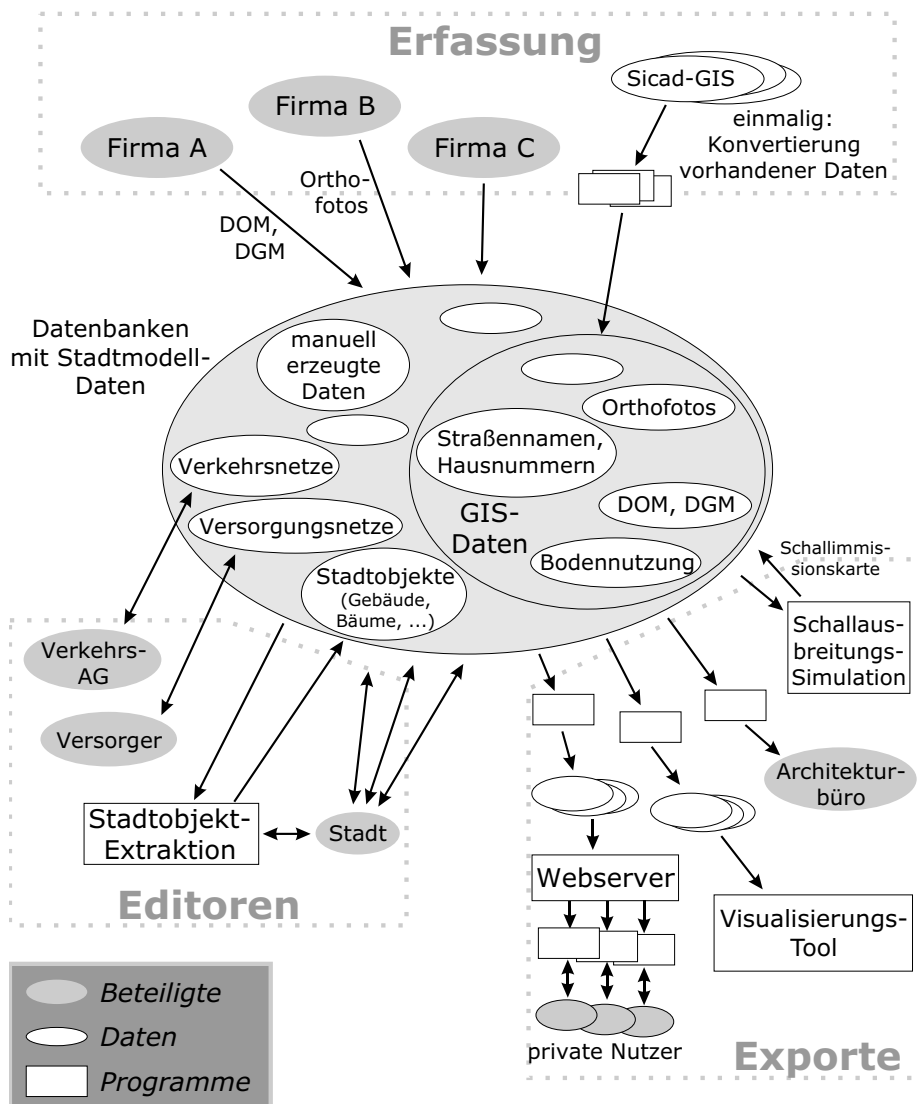 Erfassung
Firma A
Firma B
Firma C
Sicad-GIS
einmalig:
Konvertierung
vorhandener Daten
Ortho-
fotos
DOM,
DGM
Datenbanken
mit Stadtmodell-
Daten
manuell
erzeugte
Daten
Orthofotos
Straßennamen,
Hausnummern
Verkehrsnetze
DOM, DGM
GIS-
Daten
Versorgungsnetze
Bodennutzung
Stadtobjekte
(Gebäude,
Bäume, ...)
Schallimmis-
sionskarte
Schallaus-
breitungs-
Simulation
Verkehrs-
AG
Versorger
Architektur-
büro
Stadtobjekt-
Extraktion
Stadt
Editoren
Webserver
Visualisierungs-
Tool
private Nutzer
Exporte
Beteiligte
Daten
Programme